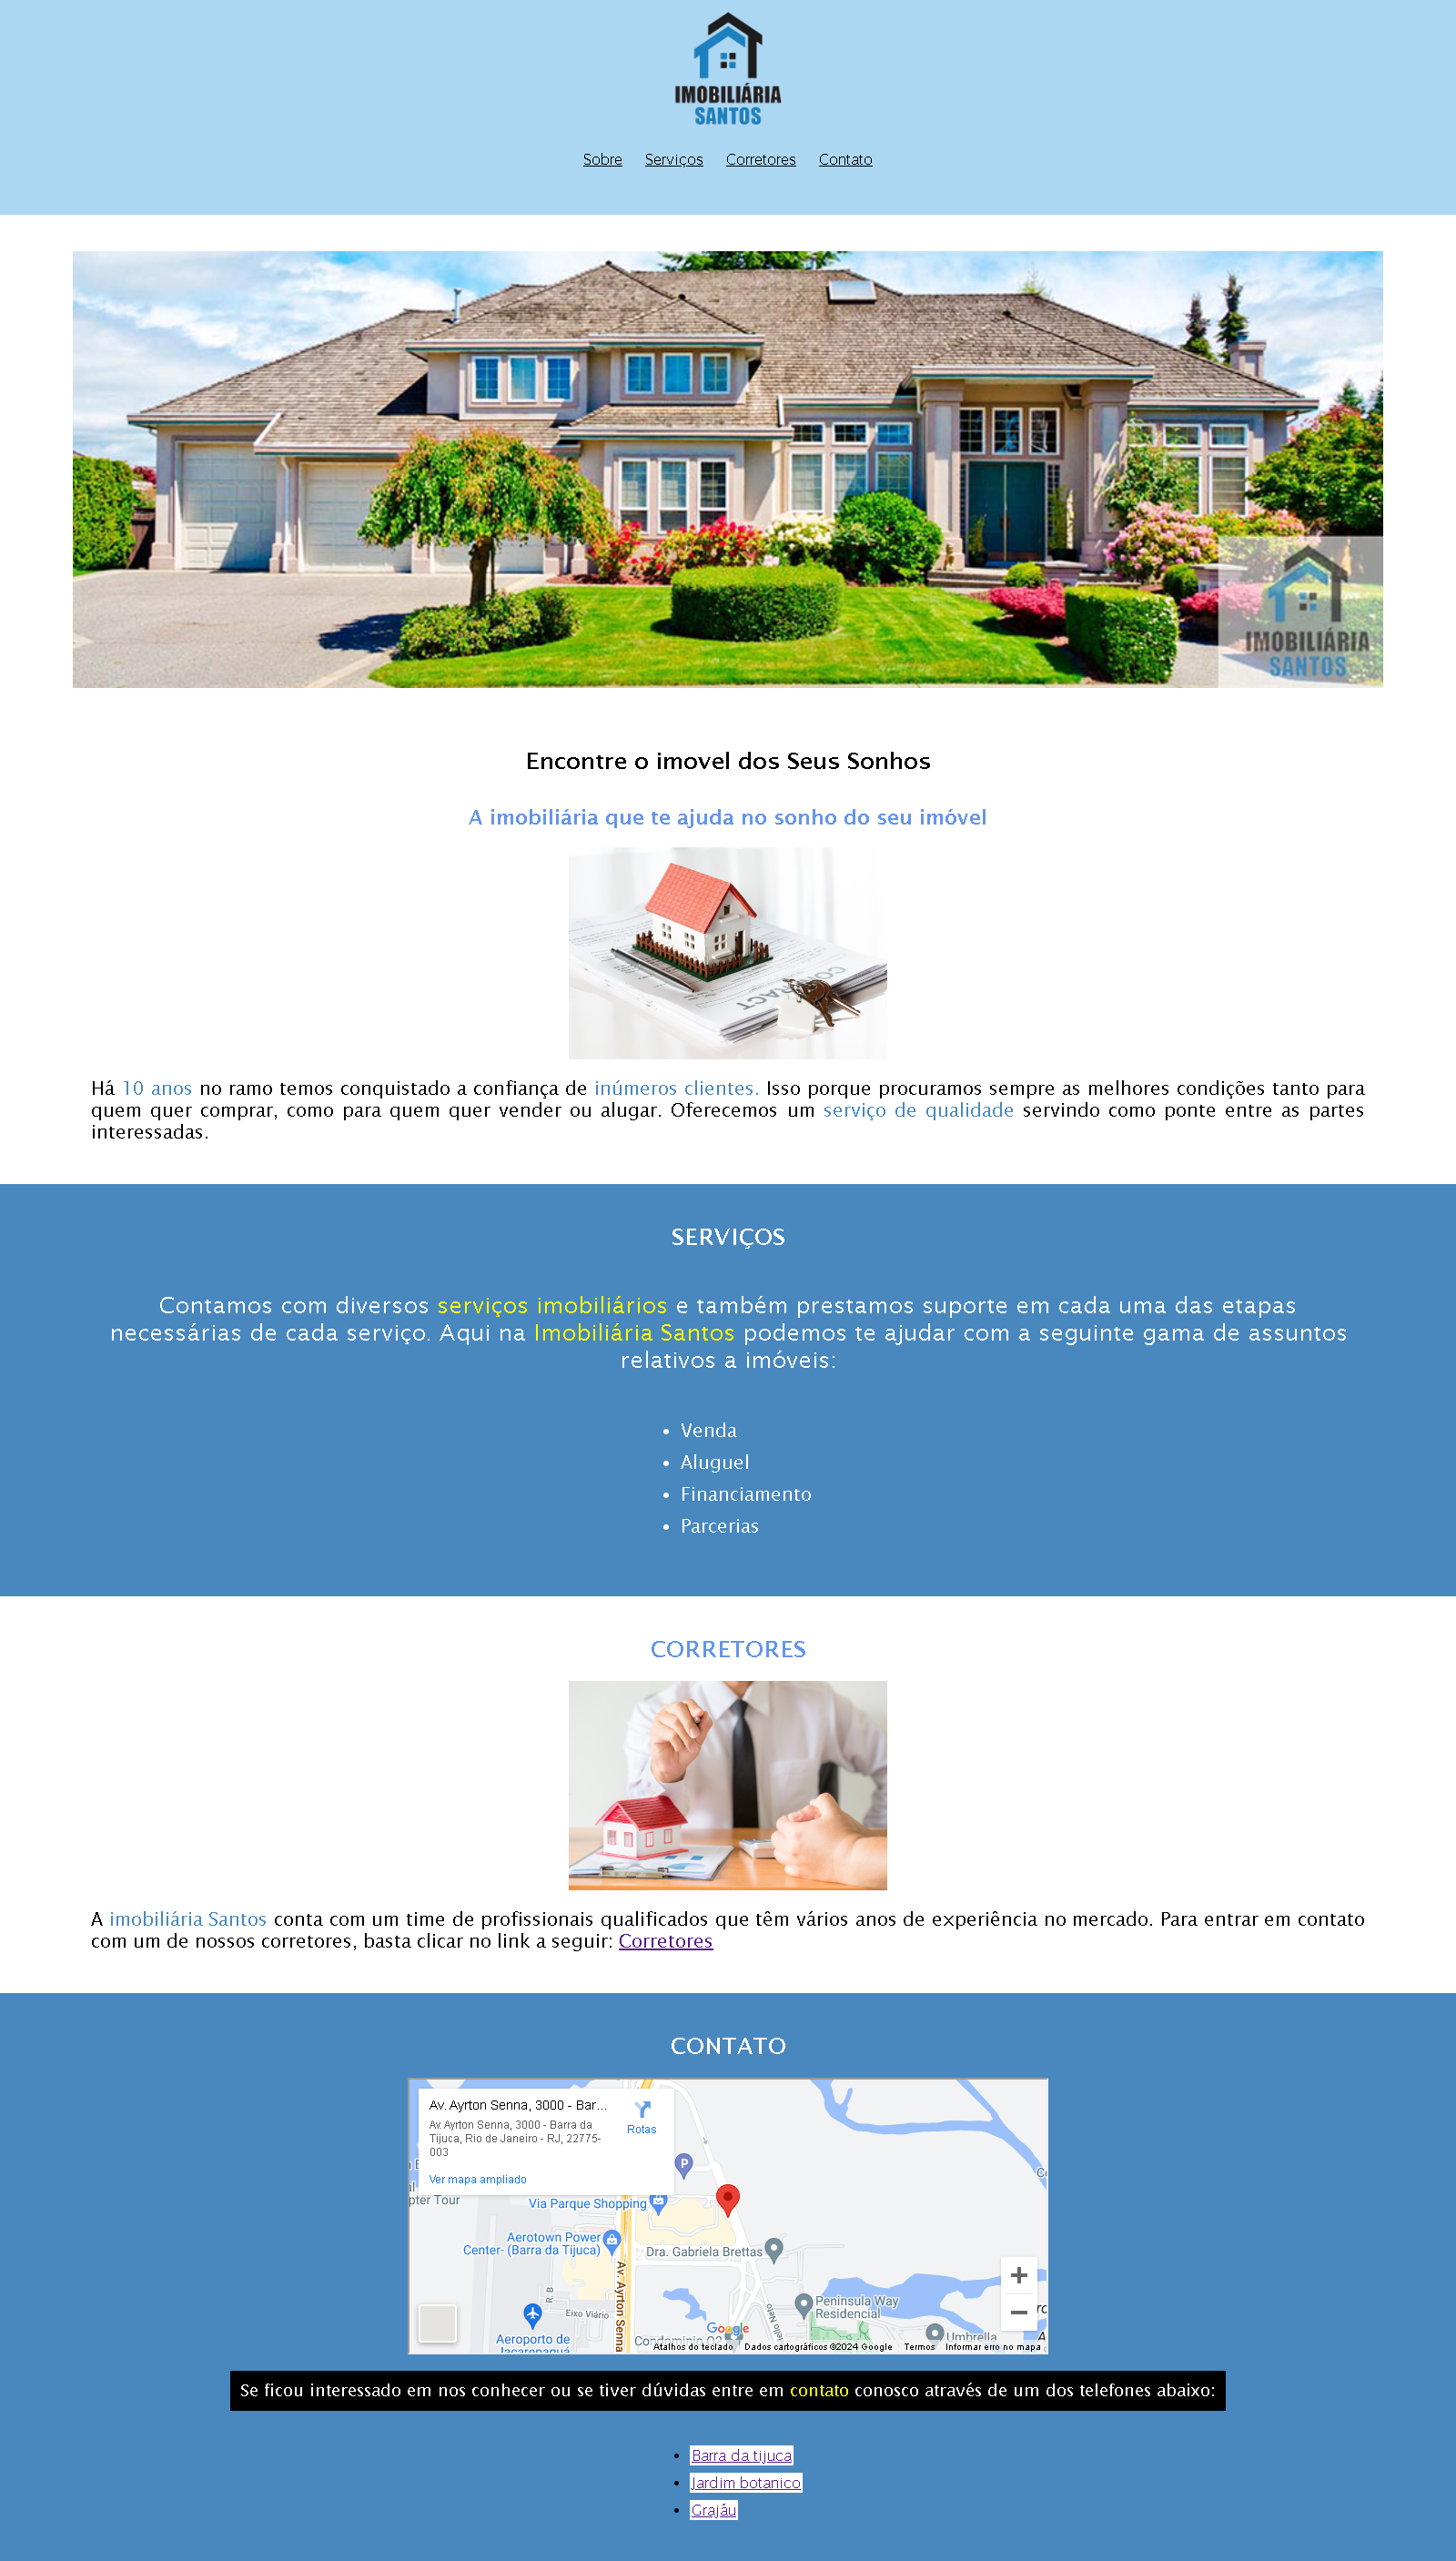 IMOBILIÁRIA
SANTOS
Sobre Serviços Corretores Contato
IMOBILIÁRIA
SANTOS
Encontre o imovel dos Seus Sonhos
A imobiliária que te ajuda no sonho do seu imóvel
CONTRACT
Há 10 anos no ramo temos conquistado a confiança de inúmeros clientes. Isso porque procuramos sempre as melhores condições tanto para
quem quer comprar, como para quem quer vender ou alugar. Oferecemos um serviço de qualidade servindo como ponte entre as partes
interessadas.
SERVIÇOS
Contamos com diversos serviços imobiliários e também prestamos suporte em cada uma das etapas
necessárias de cada serviço. Aqui na Imobiliária Santos podemos te ajudar com a seguinte gama de assuntos
relativos a imóveis:
• Venda
• Aluguel
• Financiamento
• Parcerias
CORRETORES
A imobiliária Santos conta com um time de profissionais qualificados que têm vários anos de experiência no mercado. Para entrar em contato
com um de nossos corretores, basta clicar no link a seguir: Corretores
CONTATO
Av. Ayrton Senna, 3000 - Bar...
Av. Ayrton Senna, 3000 - Barra da
Tijuca, Rio de Janeiro - RJ, 22775-
003
Rotas
Ver mapa ampliado
P
pter Tour
Via Parque Shopping
Aerotown Power
Center- (Barra da Tijuca)
Dra. Gabriela Brettas
Av. Ayrton Senna
R. B
Eixo Viário
Aeroporto de
Jacarepaguá
Peninsula Way
Residencial
Umbrella
Condominio O2
Google
Atalhos do teclado Dados cartográficos ©2024 Google Termos Informar erro no mapa
Se ficou interessado em nos conhecer ou se tiver dúvidas entre em contato conosco através de um dos telefones abaixo:
• Barra da tijuca
• Jardim botanico
• Grajáu